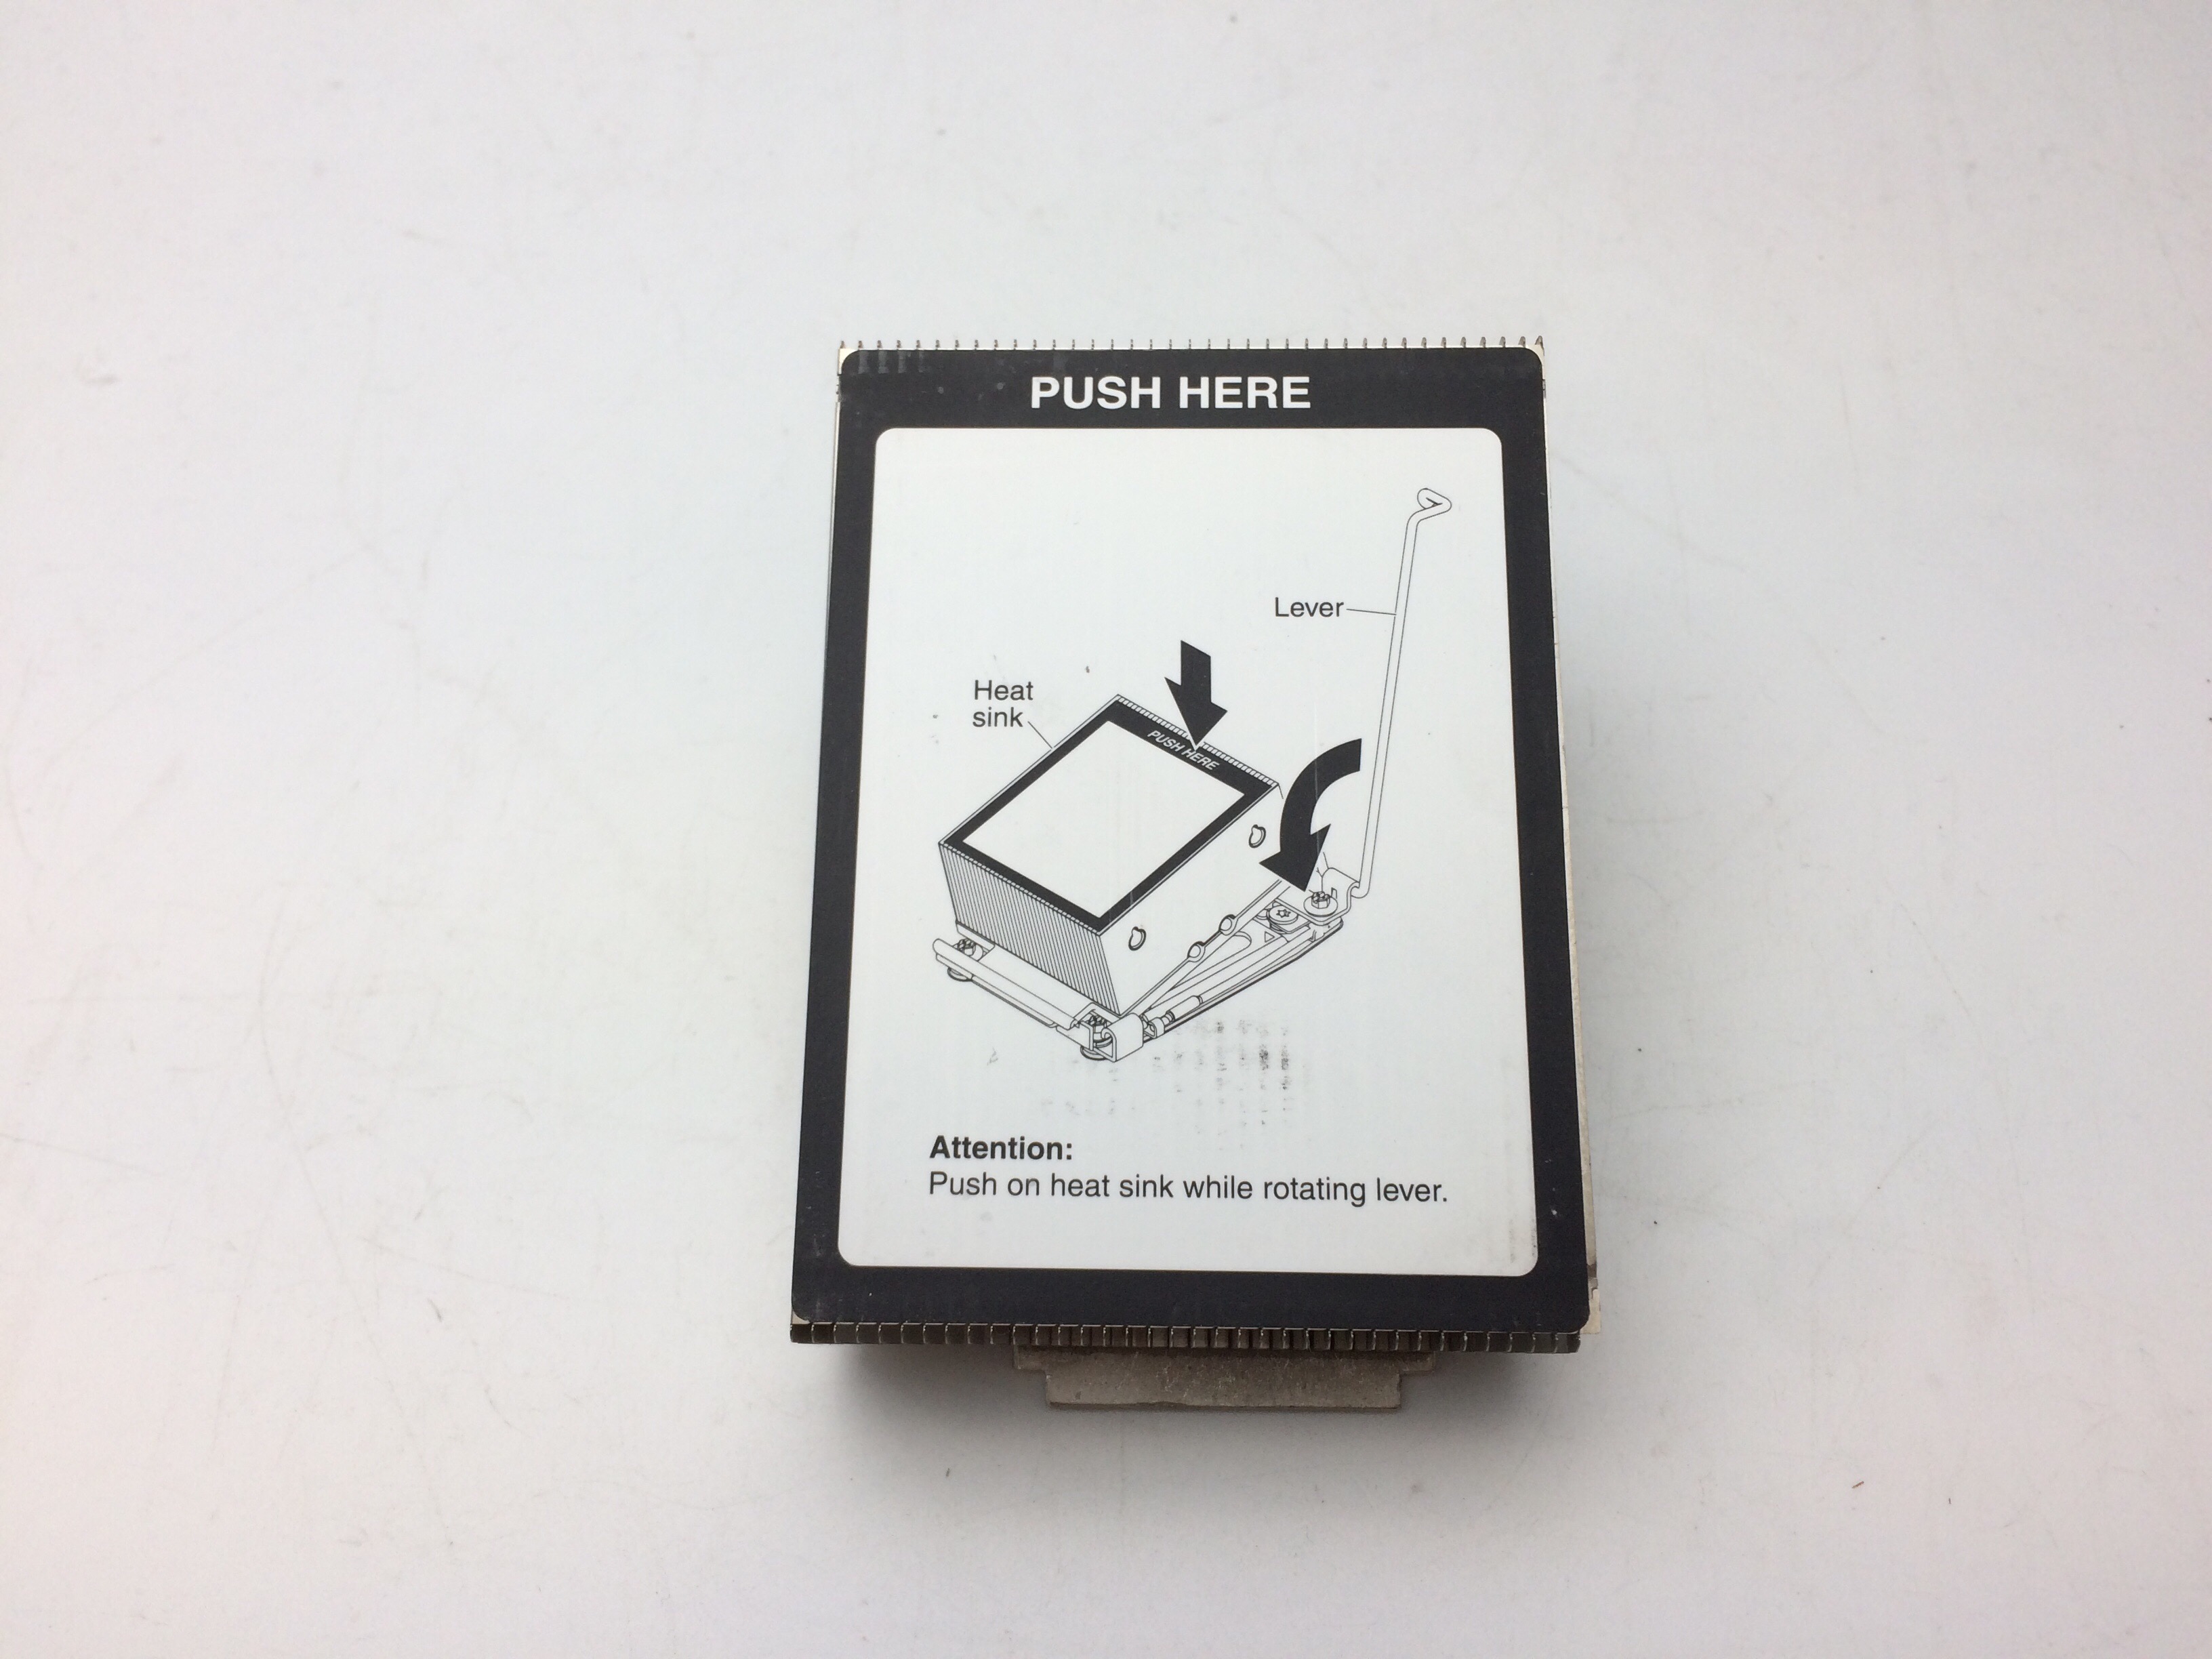 PUSH HERE
Lever
Heat
sink
PUSH HERE
Attention:
Push on heat sink while rotating lever.